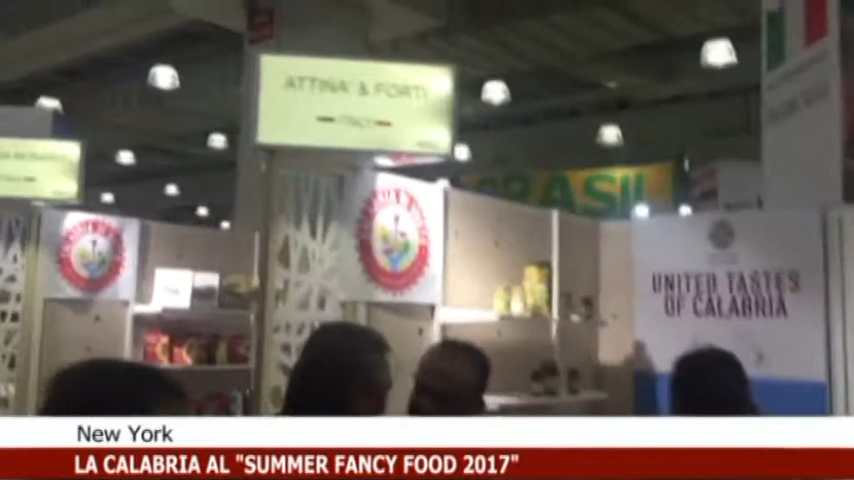 ATTINA' & FORTI
ITALY
BRASIL
UNITED TASTES
OF CALABRIA
New York
LA CALABRIA AL "SUMMER FANCY FOOD 2017"